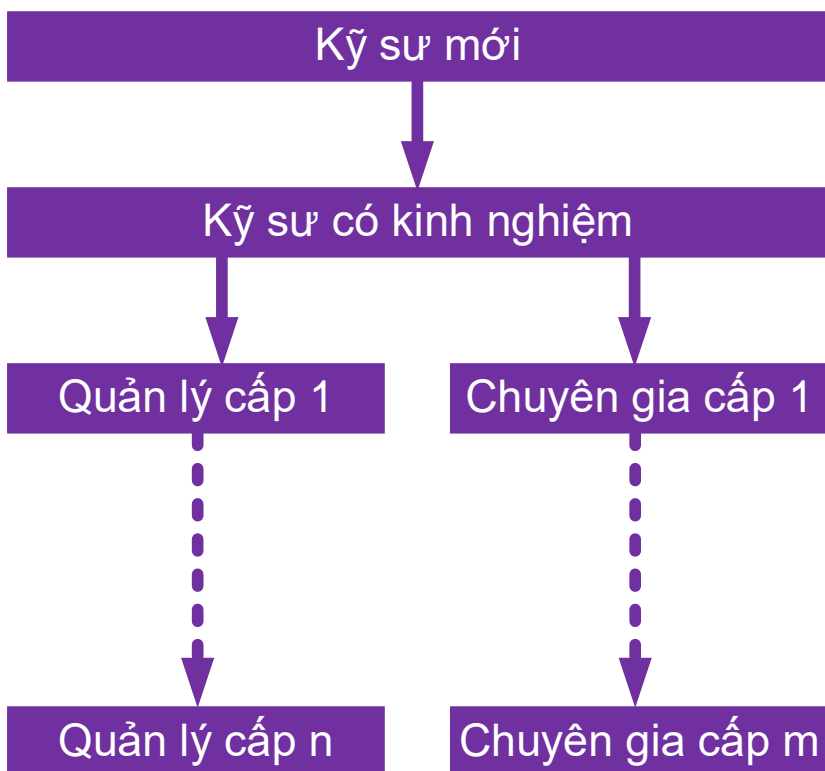 Kỹ sư mới
Kỹ sư có kinh nghiệm
Quản lý cấp 1
Chuyên gia cấp 1
Quản lý cấp n
Chuyên gia cấp m